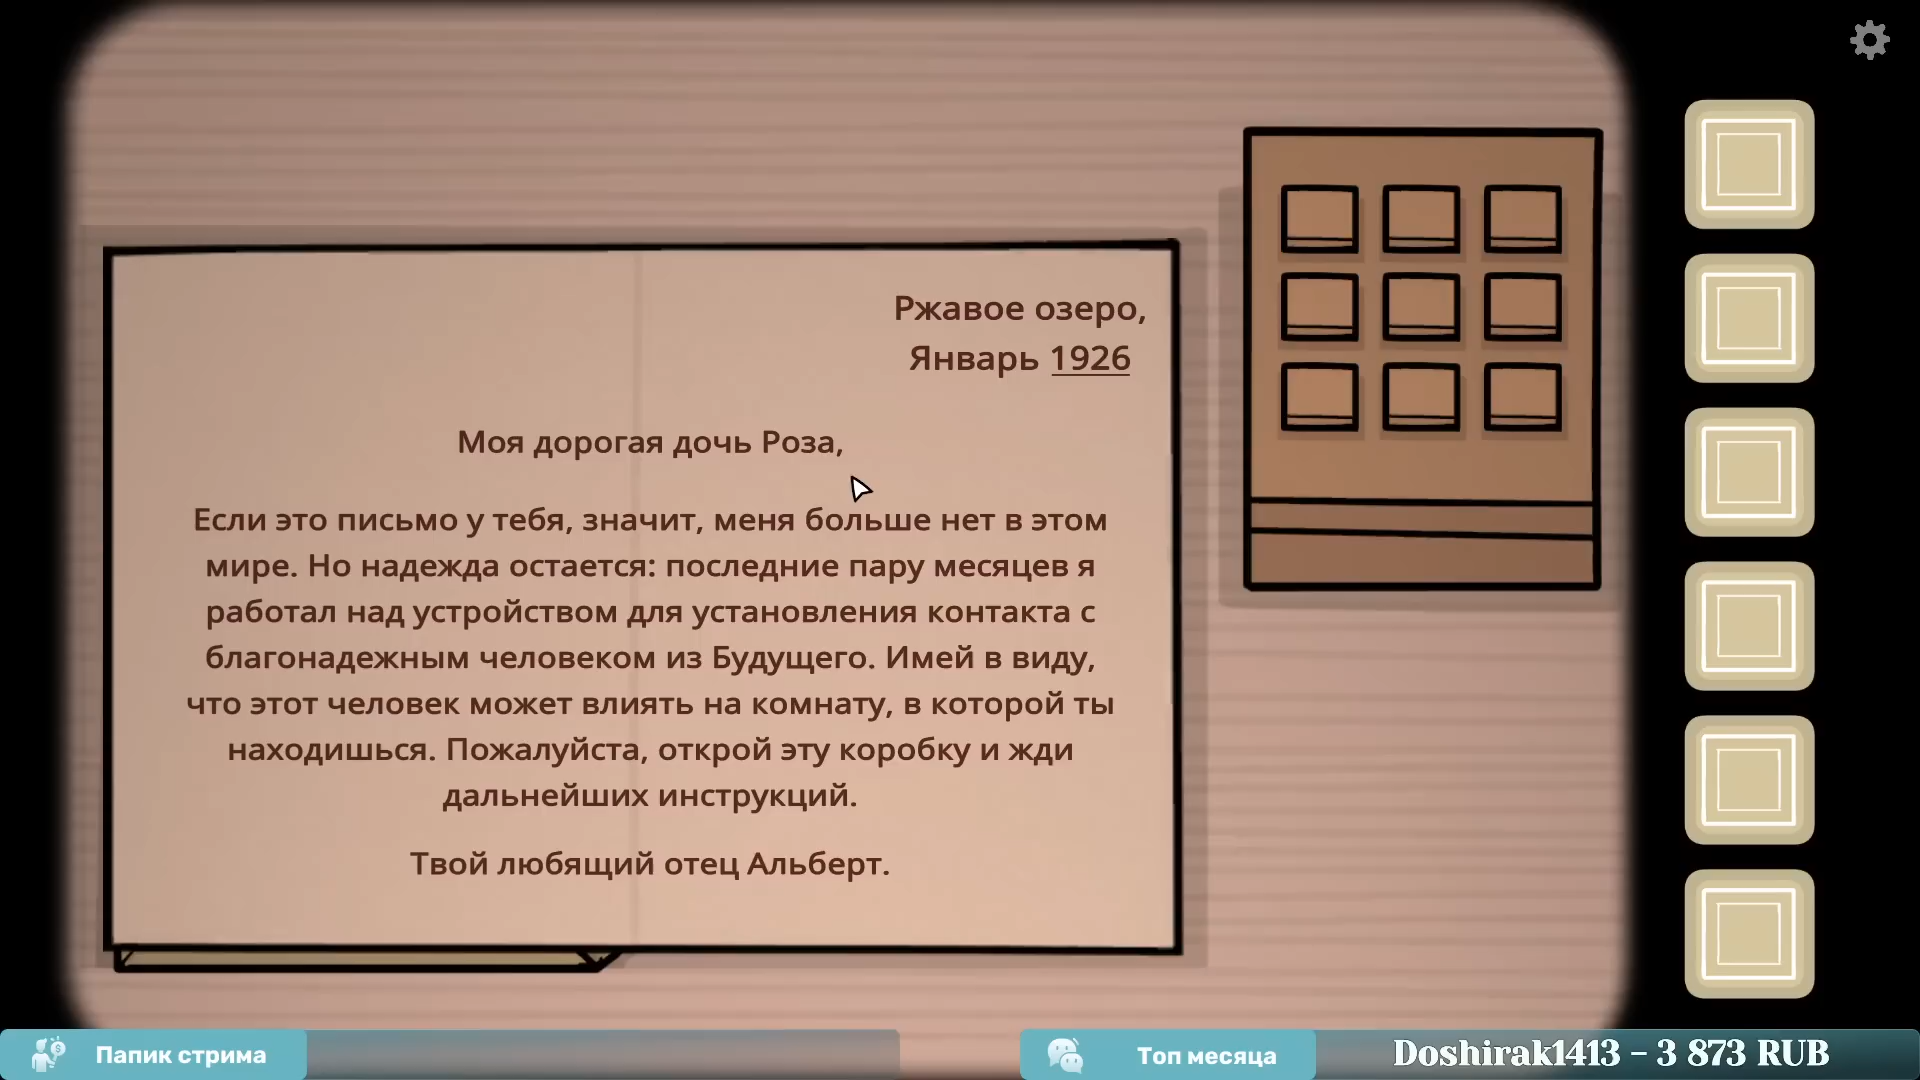 Ржавое озеро,
Январь 1926
Моя дорогая дочь Роза,
Если это письмо у тебя, значит, меня больше нет в этом
мире. Но надежда остается: последние пару месяцев я
работал над устройством для установления контакта с
благонадежным человеком из Будущего. Имей в виду,
что этот человек может влиять на комнату, в которой ты
находишься. Пожалуйста, открой эту коробку и жди
дальнейших инструкций.
Твой любящий отец Альберт.
Папик стрима
Топ месяца
Doshirak1413 - 3 873 RUB